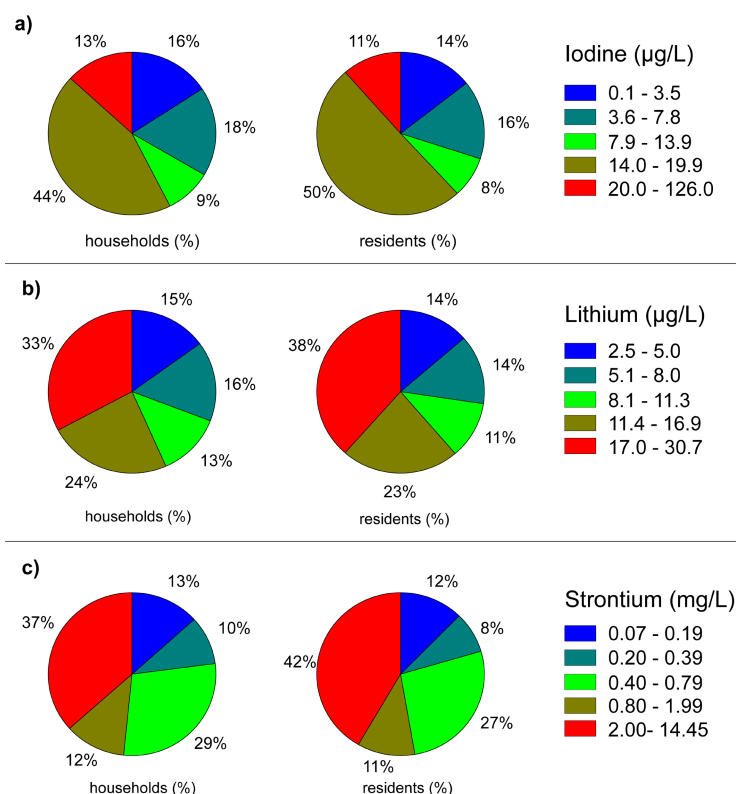 a)
13%
16%
18%
9%
44%
households (%)
11%
14%
16%
8%
50%
residents (%)
Iodine (µg/L)
0.1 - 3.5
3.6 - 7.8
7.9 - 13.9
14.0 - 19.9
20.0 - 126.0
b)
15%
33%
16%
13%
24%
households (%)
14%
38%
14%
11%
23%
residents (%)
Lithium (µg/L)
2.5 - 5.0
5.1 - 8.0
8.1 - 11.3
11.4 - 16.9
17.0 - 30.7
c)
13%
37%
10%
29%
12%
households (%)
12%
8%
42%
27%
11%
residents (%)
Strontium (mg/L)
0.07 - 0.19
0.20 - 0.39
0.40 - 0.79
0.80 - 1.99
2.00- 14.45